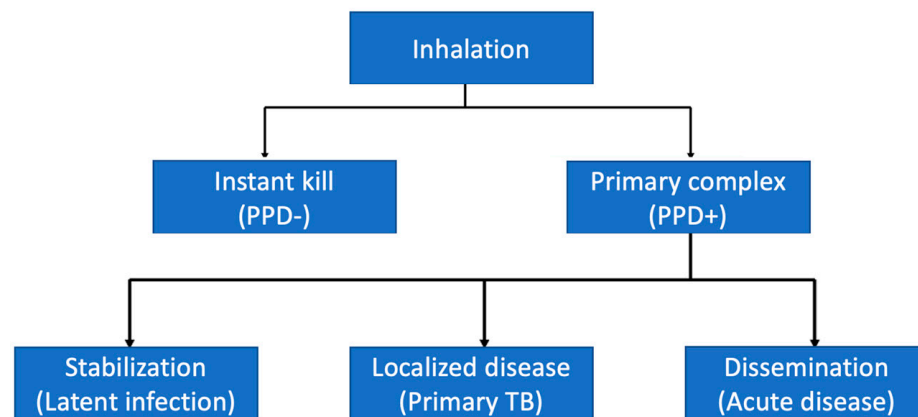 Inhalation
Instant kill
(PPD-)
Primary complex
(PPD+)
Stabilization
(Latent infection)
Localized disease
(Primary TB)
Dissemination
(Acute disease)